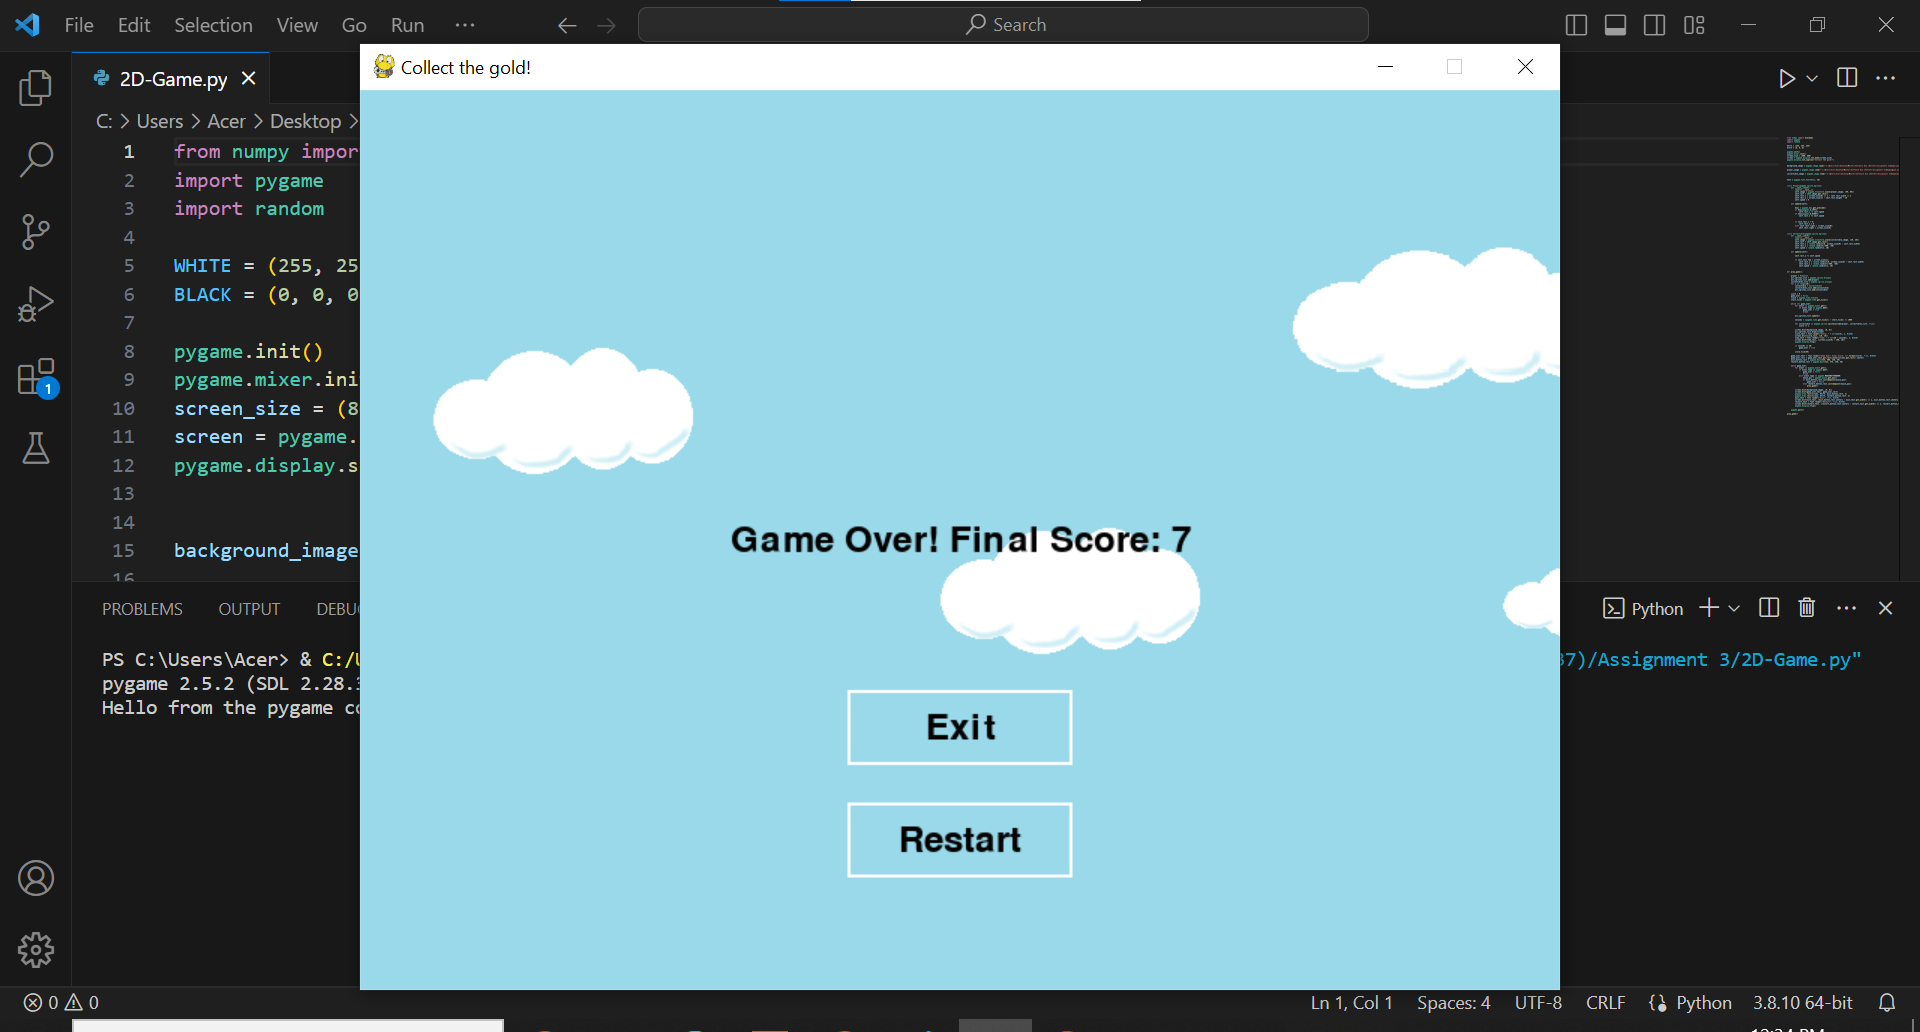 File Edit Selection View Go Run ...
Search
2D-Game.py
Collect the gold!
C: > Users > Acer > Desktop >
1 from numpy impor
2 import pygame
3 import random
4
5 WHITE = (255, 25
6 BLACK = (0, 0, 0
7
8 pygame.init()
9 pygame.mixer.ini
10 screen_size = (8
11 screen = pygame.
12 pygame.display.s
13
14
15 background_image
16
Game Over! Final Score: 7
Exit
Restart
PROBLEMS OUTPUT DEBU
Python
PS C:\Users\Acer> & C:/U
37)/Assignment 3/2D-Game.py"
pygame 2.5.2 (SDL 2.28.3
Hello from the pygame co
1
0 0
Ln 1, Col 1 Spaces: 4 UTF-8 CRLF Python 3.8.10 64-bit